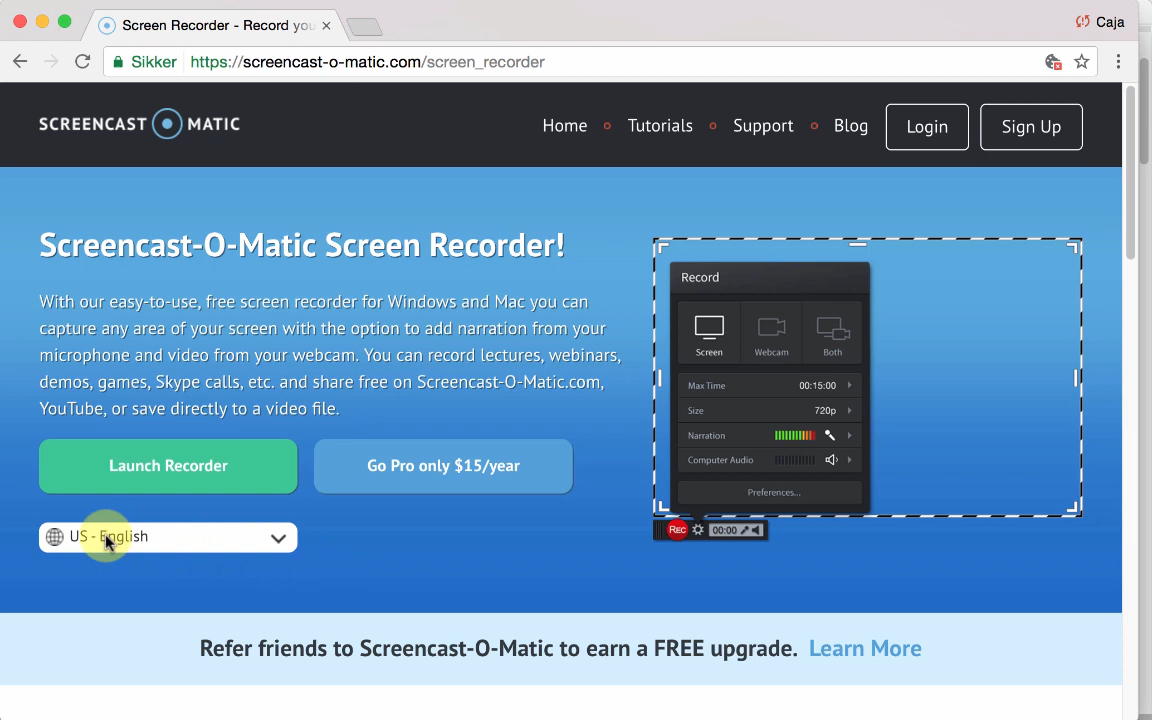 Screen Recorder - Record you
Caja
Sikker
https://screencast-o-matic.com/screen_recorder
SCREENCAST MATIC
Home Tutorials Support Blog Login Sign Up
Screencast-O-Matic Screen Recorder!
With our easy-to-use, free screen recorder for Windows and Mac you can
capture any area of your screen with the option to add narration from your
microphone and video from your webcam. You can record lectures, webinars,
demos, games, Skype calls, etc. and share free on Screencast-O-Matic.com,
YouTube, or save directly to a video file.
Launch Recorder
Go Pro only $15/year
US - English
Record
Screen Webcam Both
Max Time 00:15:00
Size 720p
Narration
Computer Audio
Preferences...
REC 00:00
Refer friends to Screencast-O-Matic to earn a FREE upgrade. Learn More